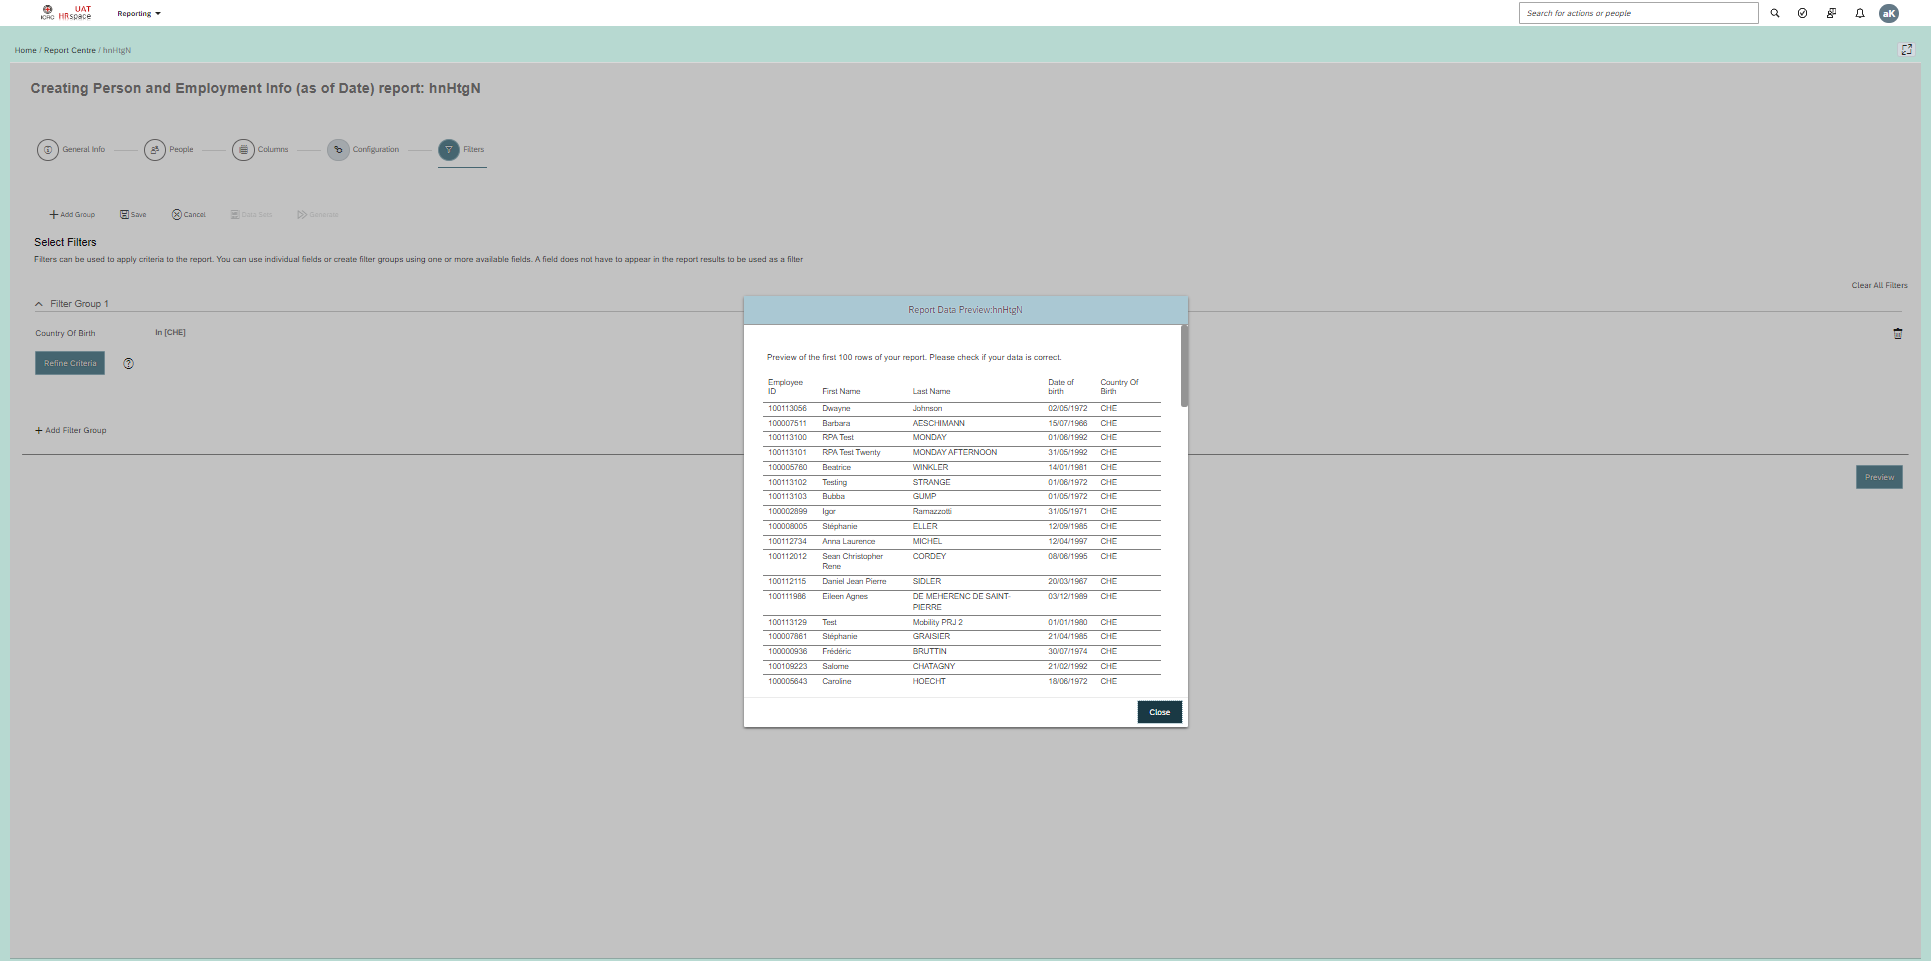 ICRC
UAT
HRspace
Reporting
Search for actions or people
aK
Home / Report Centre / hnHtgN
Creating Person and Employment Info (as of Date) report: hnHtgN
General Info
People
Columns
Configuration
Filters
Add Group
Save
Cancel
Data Sets
Generate
Select Filters
Filters can be used to apply criteria to the report. You can use individual fields or create filter groups using one or more available fields. A field does not have to appear in the report results to be used as a filter
Clear All Filters
Filter Group 1
Country Of Birth In [CHE]
Refine Criteria
+ Add Filter Group
Preview
Report Data Preview:hnHtgN
Preview of the first 100 rows of your report. Please check if your data is correct.
Employee ID First Name Last Name Date of birth Country Of Birth
100113056 Dwayne Johnson 02/05/1972 CHE
100007511 Barbara AESCHIMANN 15/07/1966 CHE
100113100 RPA Test MONDAY 01/06/1992 CHE
100113101 RPA Test Twenty MONDAY AFTERNOON 31/05/1992 CHE
100005760 Beatrice WINKLER 14/01/1981 CHE
100113102 Testing STRANGE 01/06/1972 CHE
100113103 Bubba GUMP 01/05/1972 CHE
100002899 Igor Ramazzotti 31/05/1971 CHE
100008005 Stéphanie ELLER 12/09/1985 CHE
100112734 Anna Laurence MICHEL 12/04/1997 CHE
100112012 Sean Christopher Rene CORDEY 08/06/1995 CHE
100112115 Daniel Jean Pierre SIDLER 20/03/1967 CHE
100111986 Eileen Agnes DE MEHERENC DE SAINT-PIERRE 03/12/1989 CHE
100113129 Test Mobility PRJ 2 01/01/1980 CHE
100007861 Stéphanie GRAISIER 21/04/1985 CHE
100000936 Frédéric BRUTTIN 30/07/1974 CHE
100109223 Salome CHATAGNY 21/02/1992 CHE
100005643 Caroline HOECHT 18/06/1972 CHE
Close